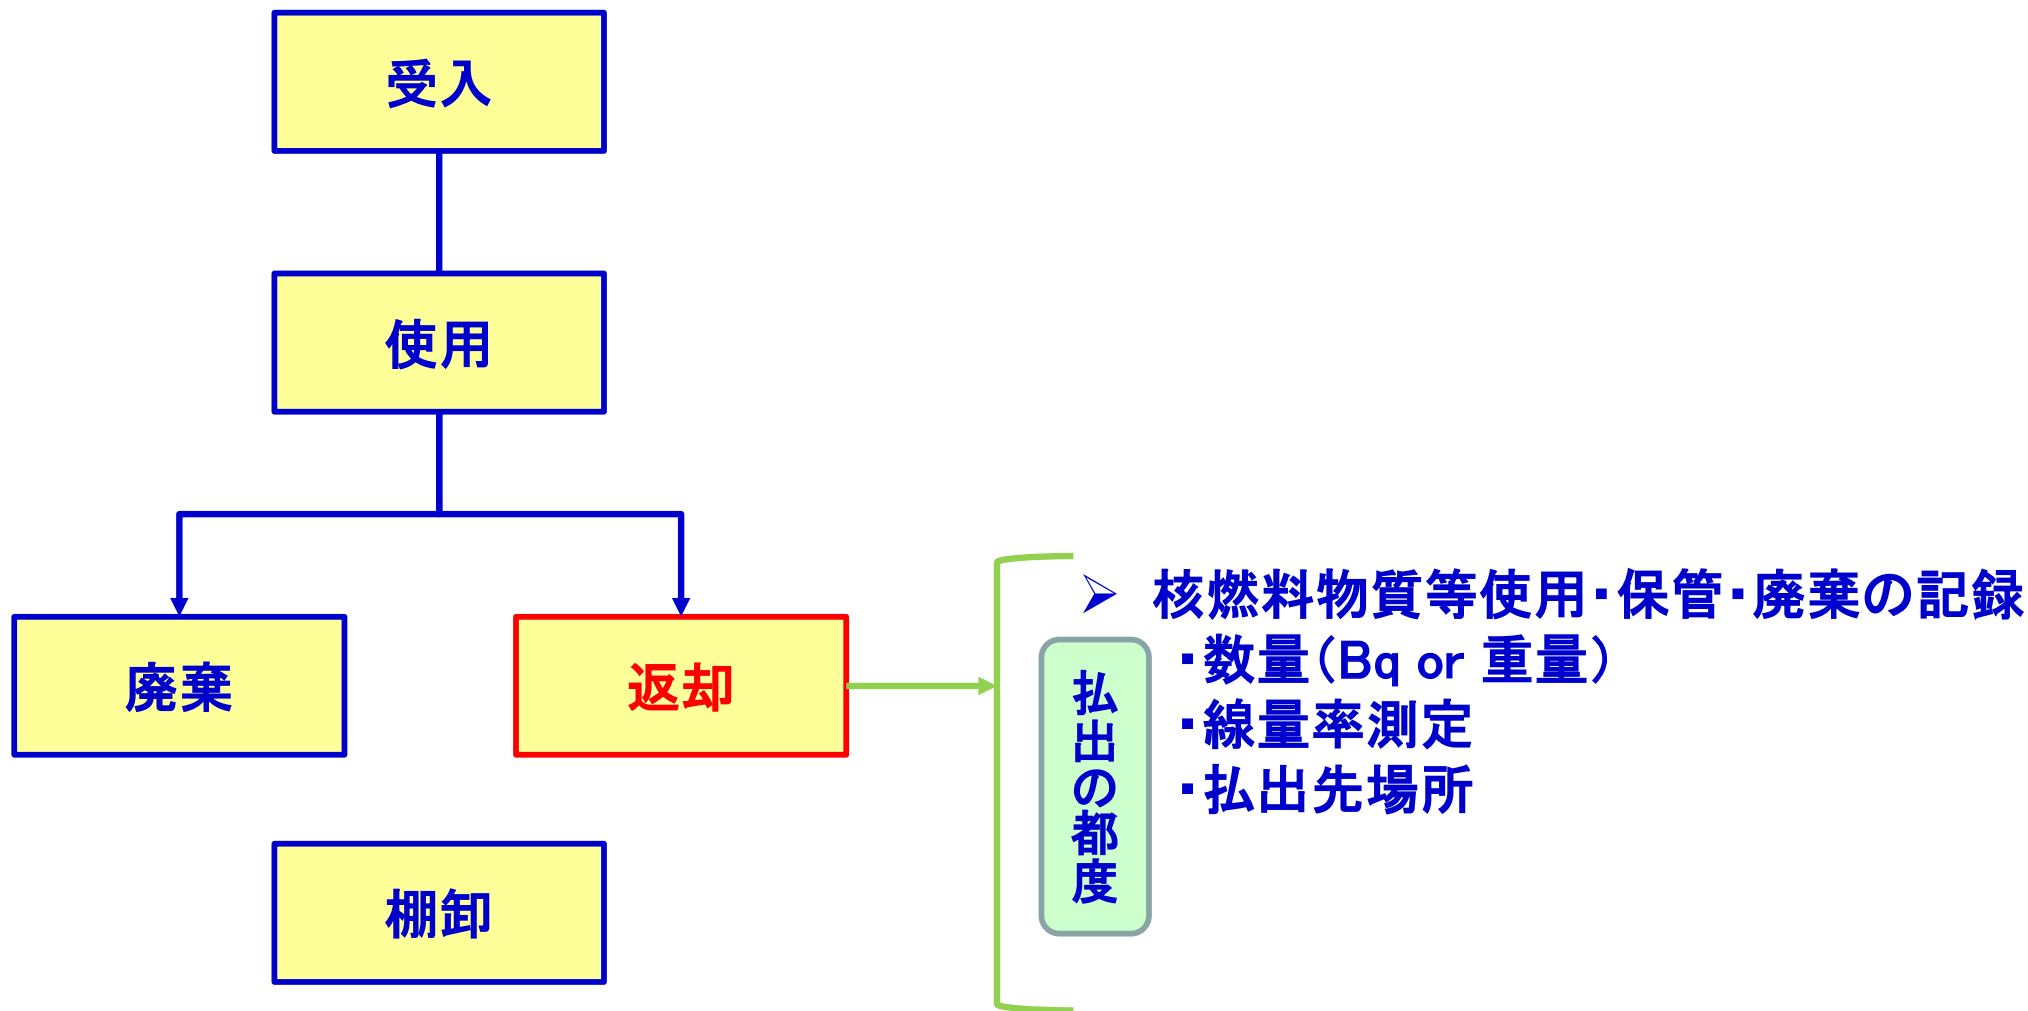 受入
使用
廃棄
返却
棚卸
払出の都度
➢ 核燃料物質等使用・保管・廃棄の記録
・数量（Bq or 重量）
・線量率測定
・払出先場所